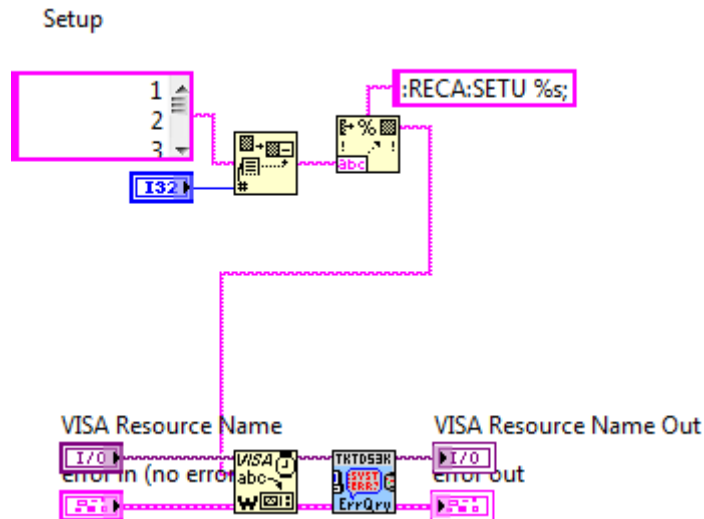 Setup
1
2
3
:RECA:SETU %s;
% 
abc
I32
#
VISA Resource Name
VISA Resource Name Out
I/O
VISA
abc
W
TKTDS3K
SYST
ERR?
ErrQry
I/O
error in (no error
error out